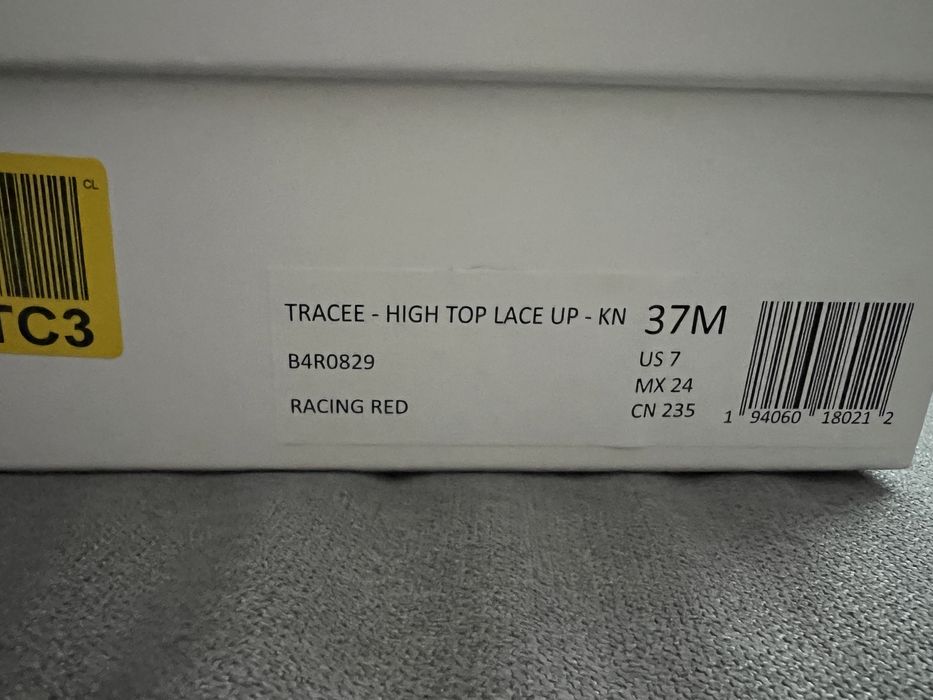 CL
TC3
TRACEE - HIGH TOP LACE UP - KN 37M
B4R0829
US 7
MX 24
RACING RED
CN 235
1 94060 18021 2